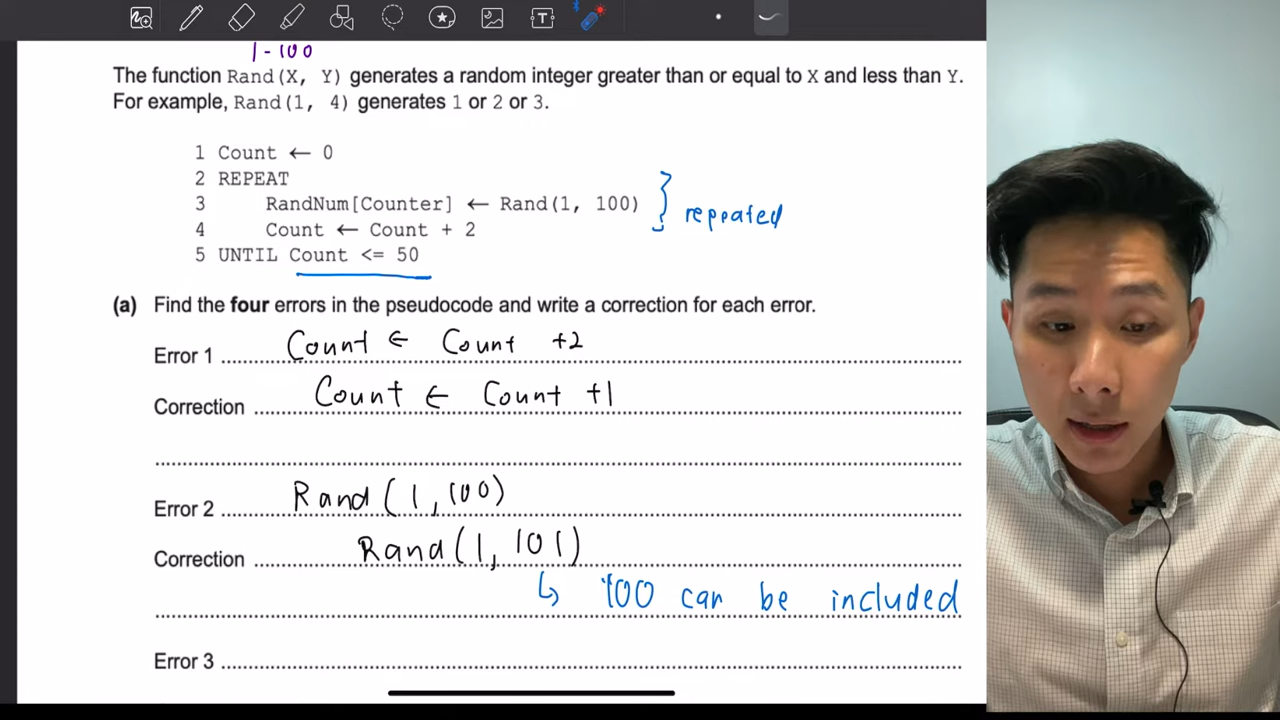 1-100
The function Rand(X, Y) generates a random integer greater than or equal to X and less than Y.
For example, Rand(1, 4) generates 1 or 2 or 3.
1 Count ← 0
2 REPEAT
3 RandNum[Counter] ← Rand(1, 100)
4 Count ← Count + 2
5 UNTIL Count <= 50
} repeated
(a) Find the four errors in the pseudocode and write a correction for each error.
Error 1 Count ← Count +2
Correction Count ← Count +1
Error 2 Rand (1,100)
Correction Rand(1, 101)
↳ 100 can be included
Error 3